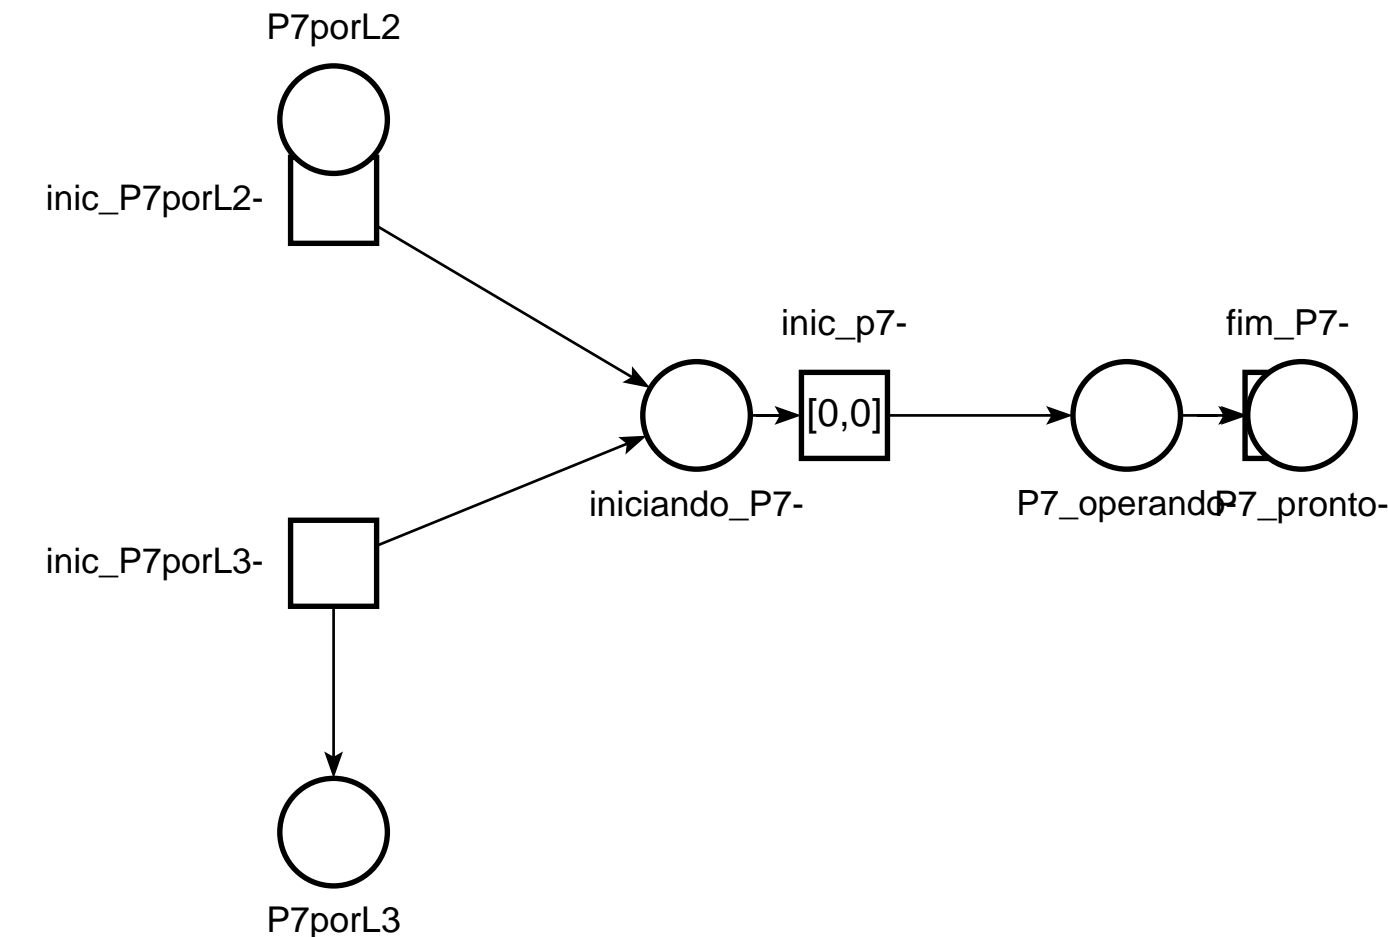 P7porL2
inic_P7porL2-
inic_p7-
fim_P7-
[0,0]
iniciando_P7-
P7_operando-
P7_pronto-
inic_P7porL3-
P7porL3